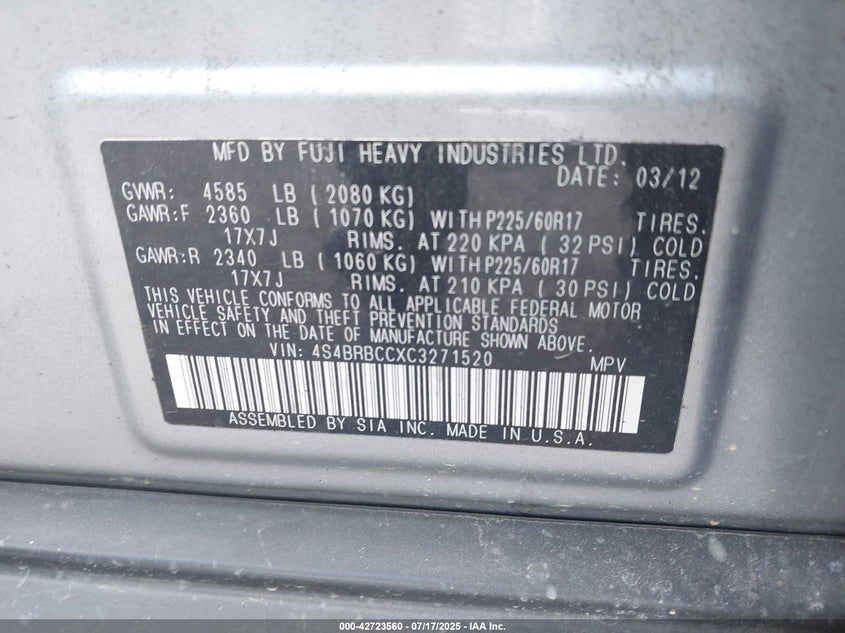 MFD BY FUJI HEAVY INDUSTRIES LTD.
DATE: 03/12
GVWR: 4585 LB ( 2080 KG)
GAWR:F 2360 LB ( 1070 KG) WITH P225/60R17 TIRES.
17X7J RIMS. AT 220 KPA ( 32 PSI) COLD
GAWR:R 2340 LB ( 1060 KG) WITH P225/60R17 TIRES.
17X7J RIMS. AT 210 KPA ( 30 PSI) COLD
THIS VEHICLE CONFORMS TO ALL APPLICABLE FEDERAL MOTOR
VEHICLE SAFETY AND THEFT PREVENTION STANDARDS
IN EFFECT ON THE DATE OF MANUFACTURE SHOWN ABOVE.
VIN: 4S4BRBCCXC3271520 MPV
ASSEMBLED BY SIA INC. MADE IN U.S.A.
000-42723560 - 07/17/2025 - IAA Inc.